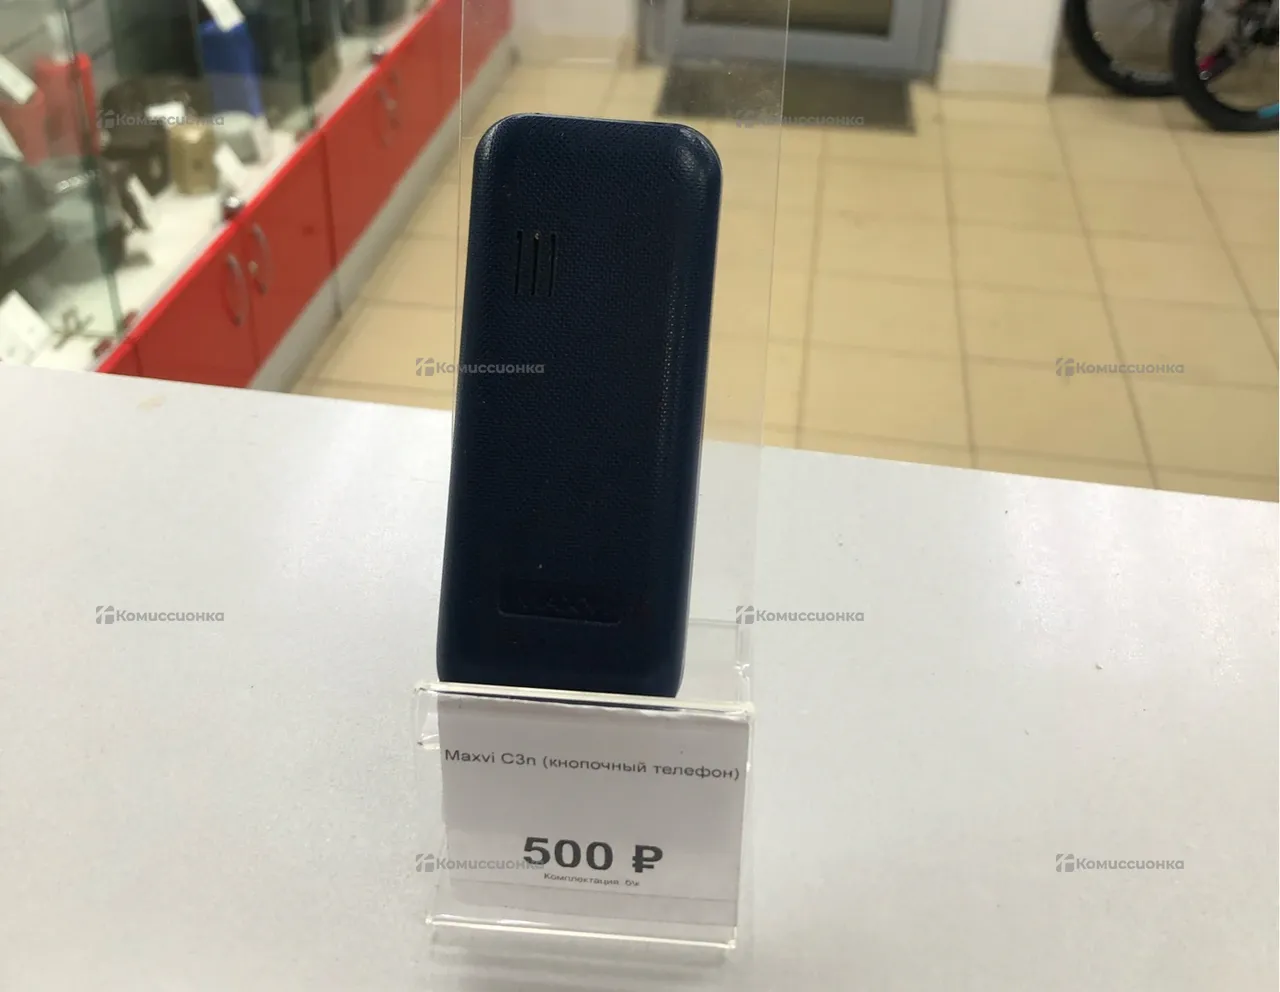 Комиссионка
Комиссионка
Комиссионка
Комиссионка
Комиссионка
Комиссионка
Maxvi C3n (кнопочный телефон)
500 ₽
Комиссионка
Комиссионка
Комплектация: б\к